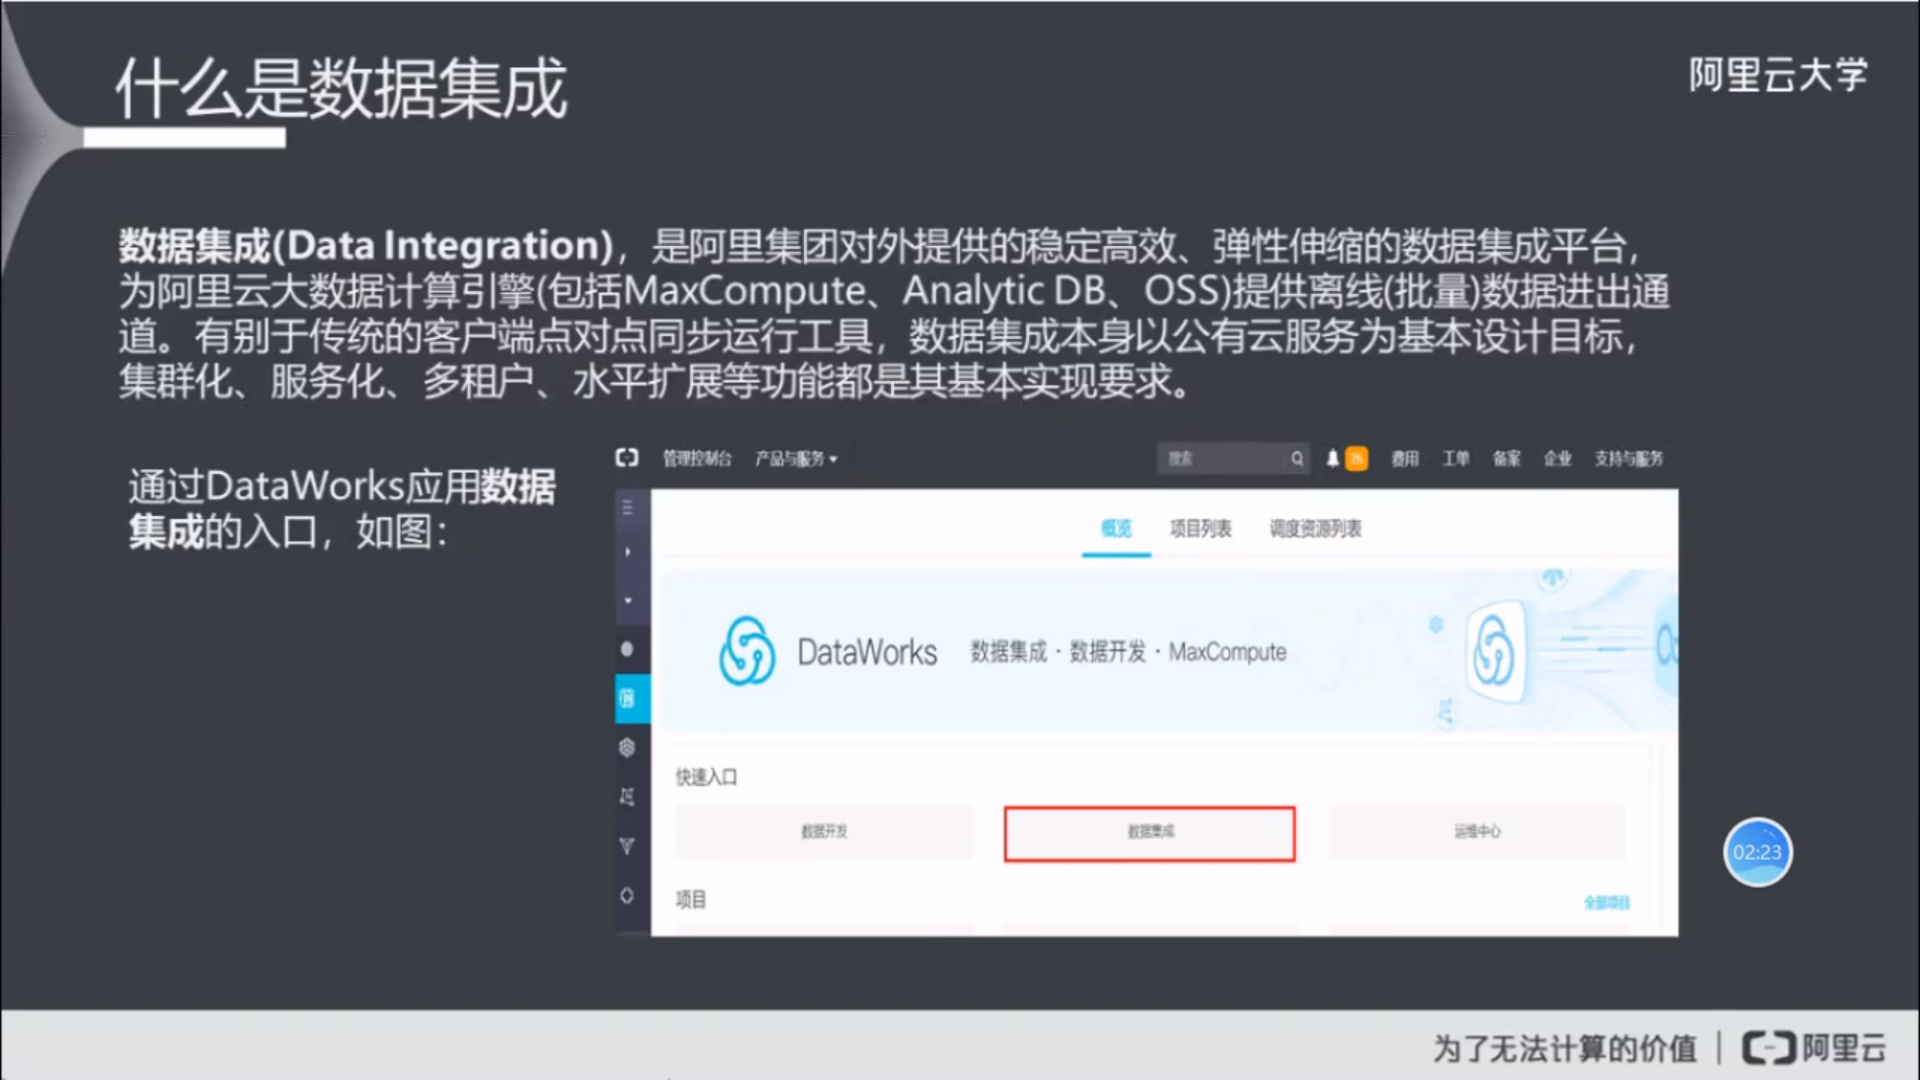 什么是数据集成
阿里云大学
数据集成(Data Integration)，是阿里集团对外提供的稳定高效、弹性伸缩的数据集成平台，
为阿里云大数据计算引擎(包括MaxCompute、Analytic DB、OSS)提供离线(批量)数据进出通
道。有别于传统的客户端点对点同步运行工具，数据集成本身以公有云服务为基本设计目标，
集群化、服务化、多租户、水平扩展等功能都是其基本实现要求。
通过DataWorks应用数据
集成的入口，如图：
管理控制台 产品与服务 搜索 费用 工单 备案 企业 支持与服务
概览 项目列表 调度资源列表
DataWorks 数据集成·数据开发·MaxCompute
快速入口
数据开发 数据集成 运维中心
项目 全部项目
02:23
为了无法计算的价值 | 阿里云